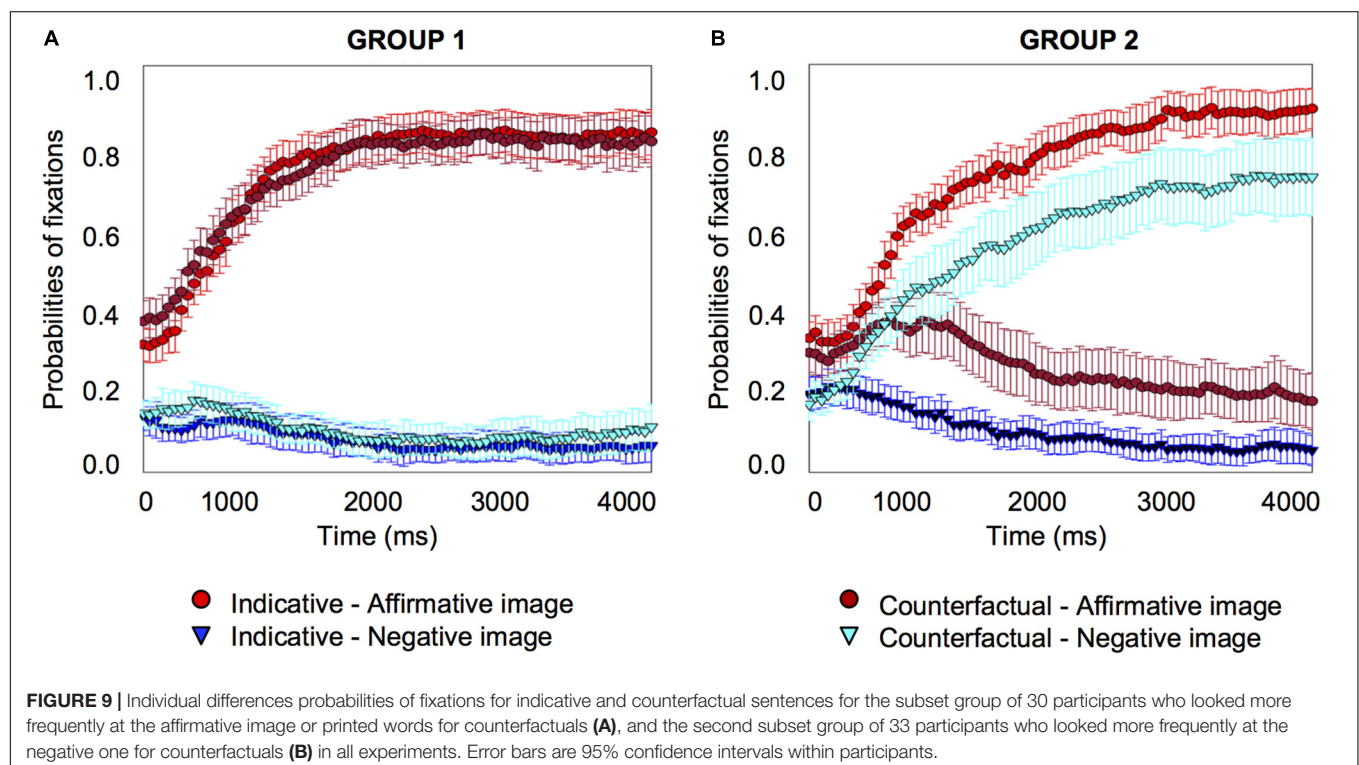 A
GROUP 1
Probabilities of fixations
1.0
0.8
0.6
0.4
0.2
0.0
0 1000 2000 3000 4000
Time (ms)
B
GROUP 2
Probabilities of fixations
1.0
0.8
0.6
0.4
0.2
0.0
0 1000 2000 3000 4000
Time (ms)
Indicative - Affirmative image
Indicative - Negative image
Counterfactual - Affirmative image
Counterfactual - Negative image
FIGURE 9 | Individual differences probabilities of fixations for indicative and counterfactual sentences for the subset group of 30 participants who looked more
frequently at the affirmative image or printed words for counterfactuals (A), and the second subset group of 33 participants who looked more frequently at the
negative one for counterfactuals (B) in all experiments. Error bars are 95% confidence intervals within participants.